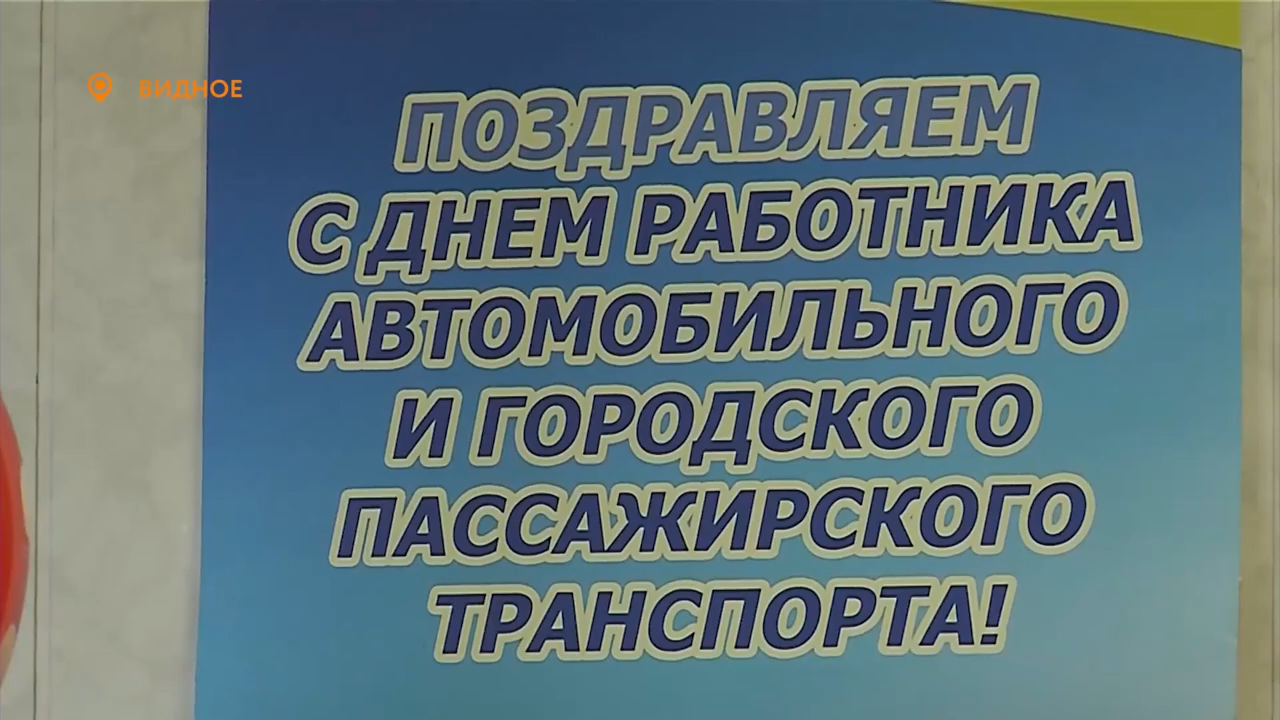 ВИДНОЕ
ПОЗДРАВЛЯЕМ
С ДНЕМ РАБОТНИКА
АВТОМОБИЛЬНОГО
И ГОРОДСКОГО
ПАССАЖИРСКОГО
ТРАНСПОРТА!